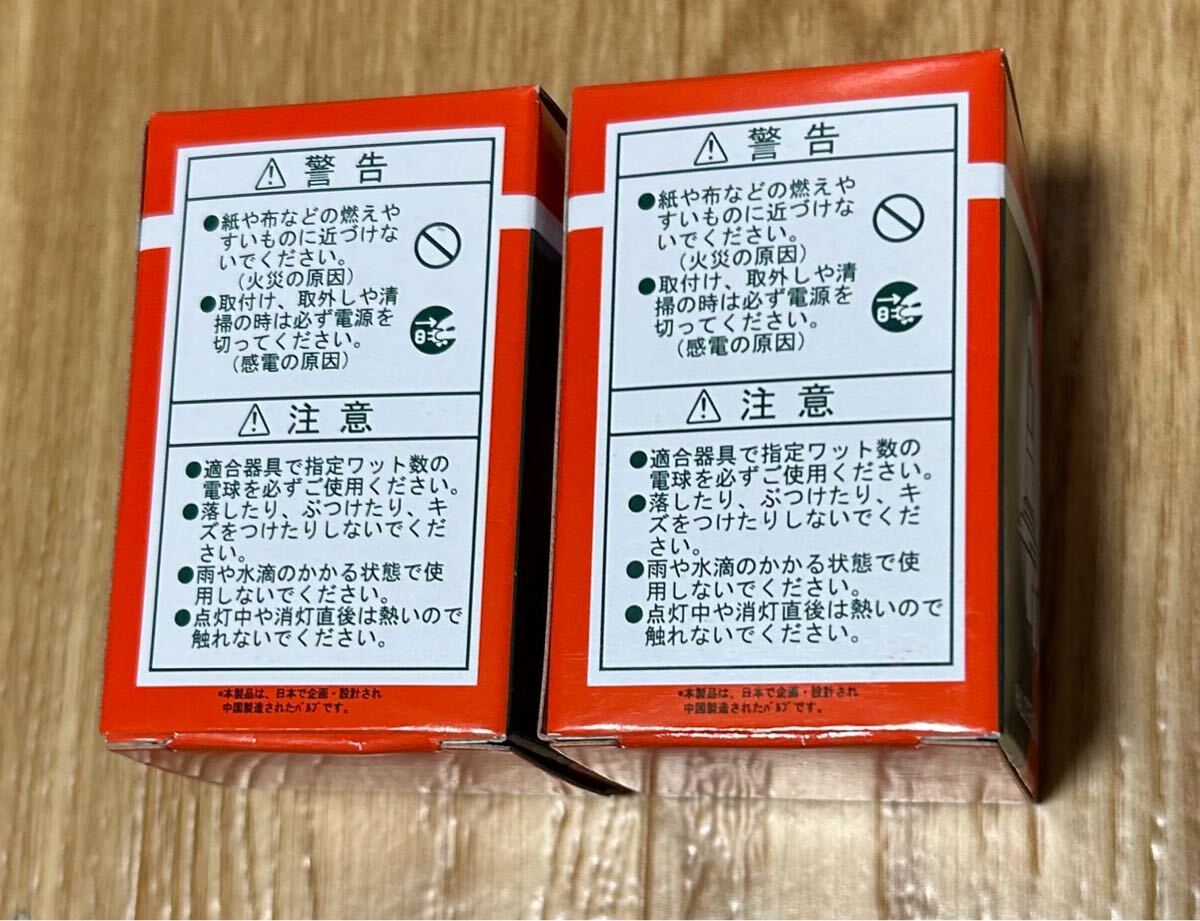 ⚠ 警告
●紙や布などの燃えや
すいものに近づけな
いでください。
(火災の原因)
●取付け、取外しや清
掃の時は必ず電源を
切ってください。
(感電の原因)
⚠ 注意
●適合器具で指定ワット数の
電球を必ずご使用ください。
●落したり、ぶつけたり、キ
ズをつけたりしないでくだ
さい。
●雨や水滴のかかる状態で使
用しないでください。
●点灯中や消灯直後は熱いので
触れないでください。
*本製品は、日本で企画・設計され
中国製造されたバルブです。
⚠ 警告
●紙や布などの燃えや
すいものに近づけな
いでください。
(火災の原因)
●取付け、取外しや清
掃の時は必ず電源を
切ってください。
(感電の原因)
⚠ 注意
●適合器具で指定ワット数の
電球を必ずご使用ください。
●落したり、ぶつけたり、キ
ズをつけたりしないでくだ
さい。
●雨や水滴のかかる状態で使
用しないでください。
●点灯中や消灯直後は熱いので
触れないでください。
*本製品は、日本で企画・設計され
中国製造されたバルブです。